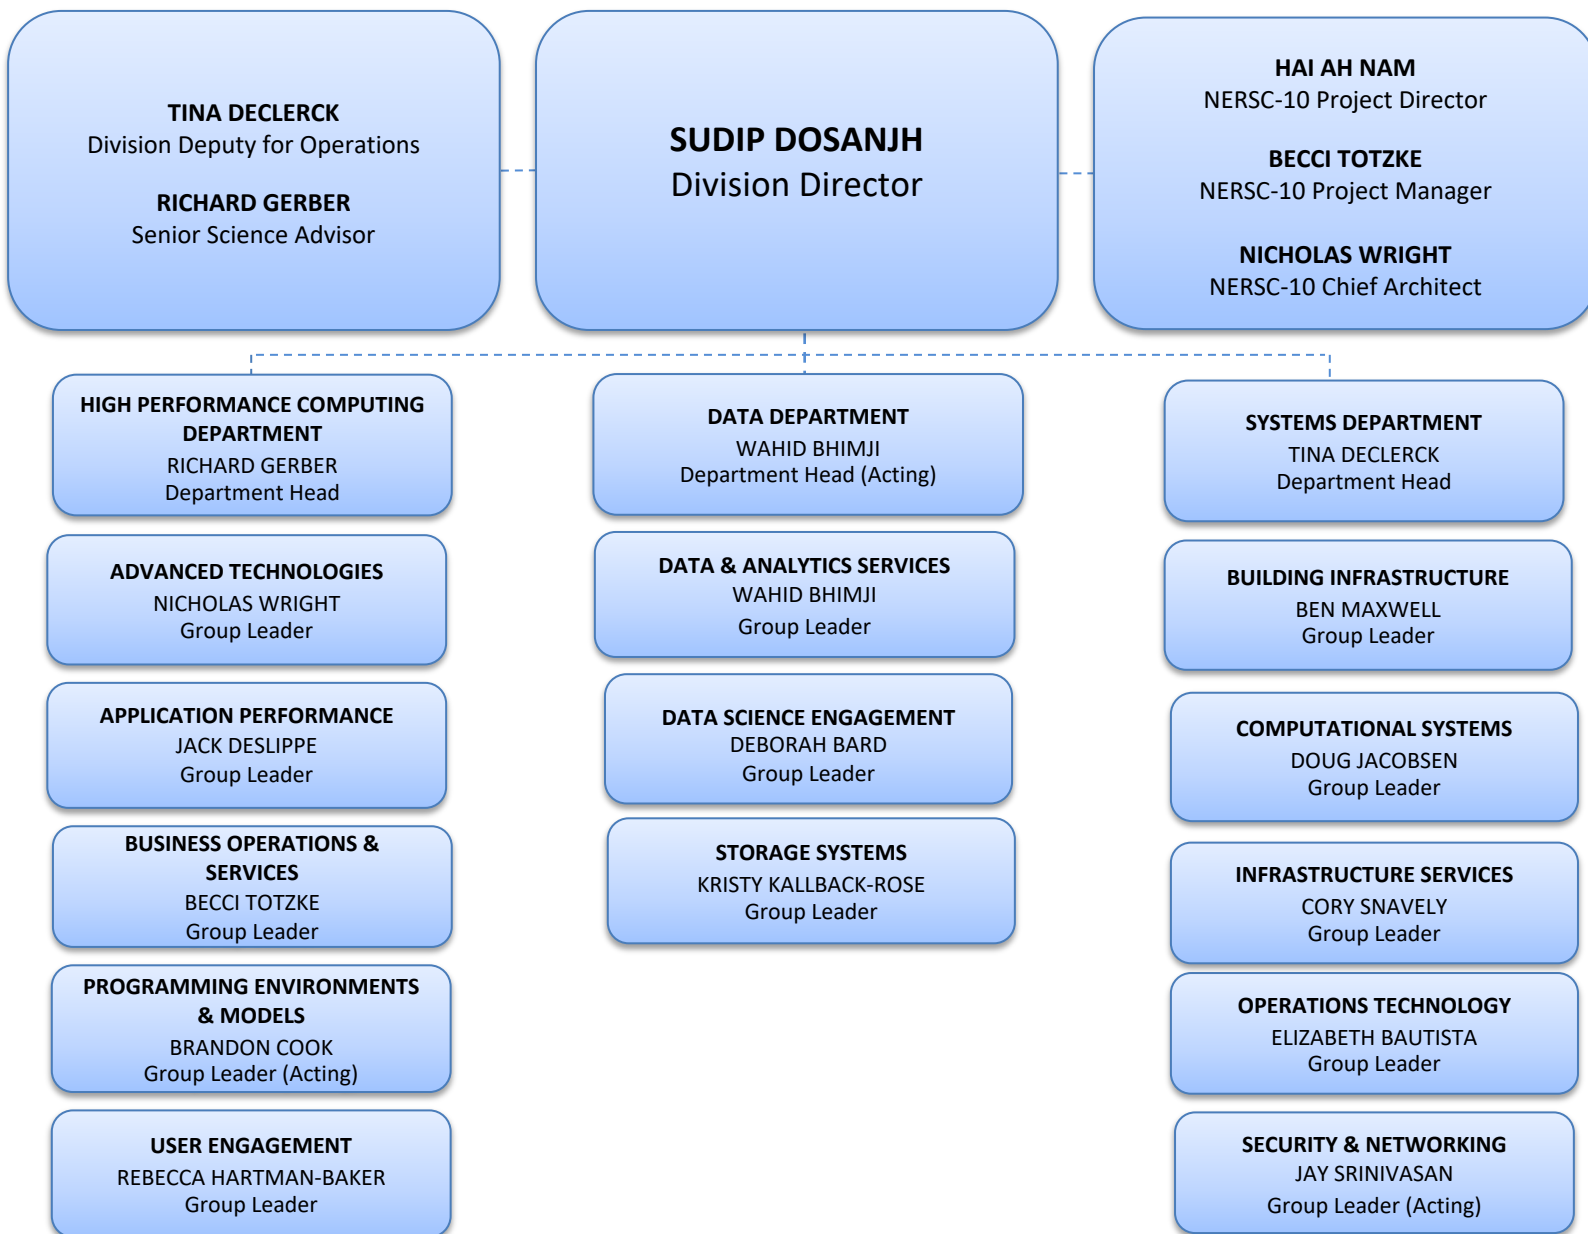 TINA DECLERCK
Division Deputy for Operations
RICHARD GERBER
Senior Science Advisor
SUDIP DOSANJH
Division Director
HAI AH NAM
NERSC-10 Project Director
BECCI TOTZKE
NERSC-10 Project Manager
NICHOLAS WRIGHT
NERSC-10 Chief Architect
HIGH PERFORMANCE COMPUTING
DEPARTMENT
RICHARD GERBER
Department Head
ADVANCED TECHNOLOGIES
NICHOLAS WRIGHT
Group Leader
APPLICATION PERFORMANCE
JACK DESLIPPE
Group Leader
BUSINESS OPERATIONS &
SERVICES
BECCI TOTZKE
Group Leader
PROGRAMMING ENVIRONMENTS
& MODELS
BRANDON COOK
Group Leader (Acting)
USER ENGAGEMENT
REBECCA HARTMAN-BAKER
Group Leader
DATA DEPARTMENT
WAHID BHIMJI
Department Head (Acting)
DATA & ANALYTICS SERVICES
WAHID BHIMJI
Group Leader
DATA SCIENCE ENGAGEMENT
DEBORAH BARD
Group Leader
STORAGE SYSTEMS
KRISTY KALLBACK-ROSE
Group Leader
SYSTEMS DEPARTMENT
TINA DECLERCK
Department Head
BUILDING INFRASTRUCTURE
BEN MAXWELL
Group Leader
COMPUTATIONAL SYSTEMS
DOUG JACOBSEN
Group Leader
INFRASTRUCTURE SERVICES
CORY SNAVELY
Group Leader
OPERATIONS TECHNOLOGY
ELIZABETH BAUTISTA
Group Leader
SECURITY & NETWORKING
JAY SRINIVASAN
Group Leader (Acting)